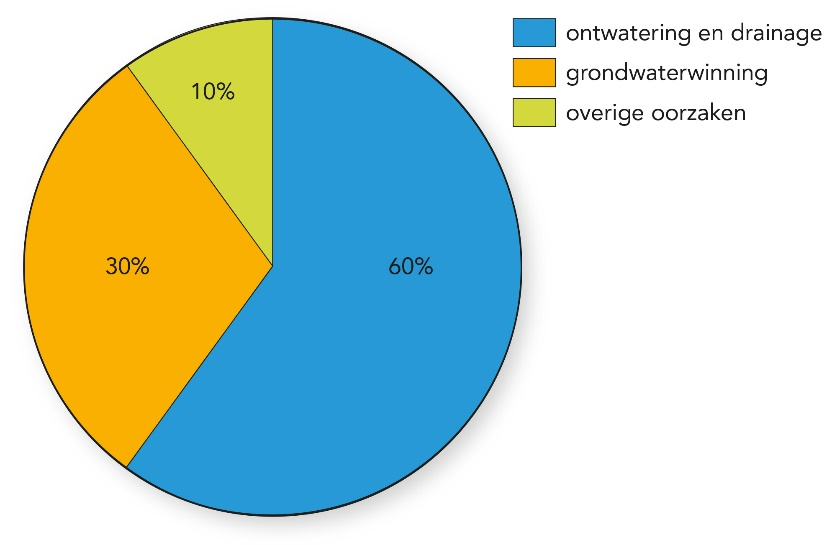 ontwatering en drainage
grondwaterwinning
overige oorzaken
10%
30%
60%